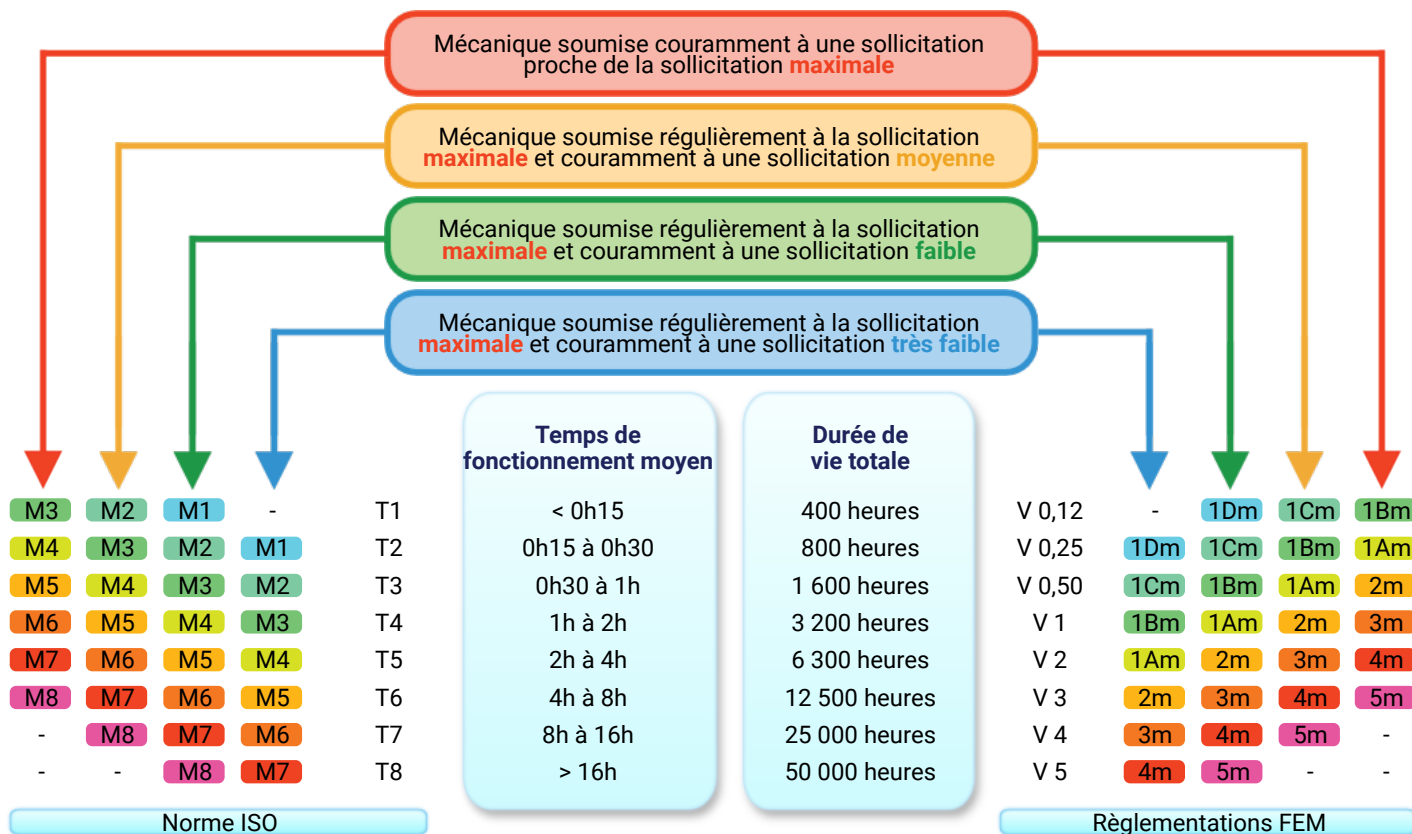 Mécanique soumise couramment à une sollicitation
proche de la sollicitation maximale
Mécanique soumise régulièrement à la sollicitation
maximale et couramment à une sollicitation moyenne
Mécanique soumise régulièrement à la sollicitation
maximale et couramment à une sollicitation faible
Mécanique soumise régulièrement à la sollicitation
maximale et couramment à une sollicitation très faible
Temps de
fonctionnement moyen
Durée de
vie totale
M3 M2 M1 - T1 < 0h15 400 heures V 0,12 - 1Dm 1Cm 1Bm
M4 M3 M2 M1 T2 0h15 à 0h30 800 heures V 0,25 1Dm 1Cm 1Bm 1Am
M5 M4 M3 M2 T3 0h30 à 1h 1 600 heures V 0,50 1Cm 1Bm 1Am 2m
M6 M5 M4 M3 T4 1h à 2h 3 200 heures V 1 1Bm 1Am 2m 3m
M7 M6 M5 M4 T5 2h à 4h 6 300 heures V 2 1Am 2m 3m 4m
M8 M7 M6 M5 T6 4h à 8h 12 500 heures V 3 2m 3m 4m 5m
- M8 M7 M6 T7 8h à 16h 25 000 heures V 4 3m 4m 5m -
- - M8 M7 T8 > 16h 50 000 heures V 5 4m 5m - -
Norme ISO
Règlementations FEM